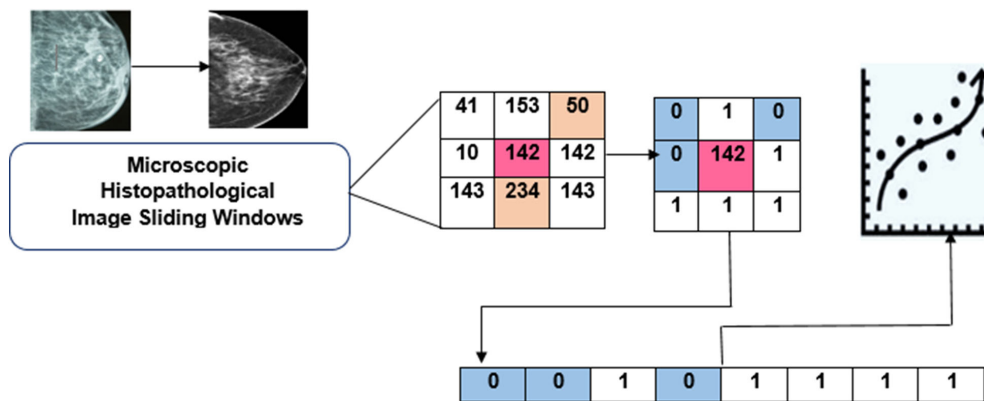 41 153 50
10 142 142
143 234 143
0 1 0
0 142 1
1 1 1
Microscopic
Histopathological
Image Sliding Windows
0 0 1 0 1 1 1 1